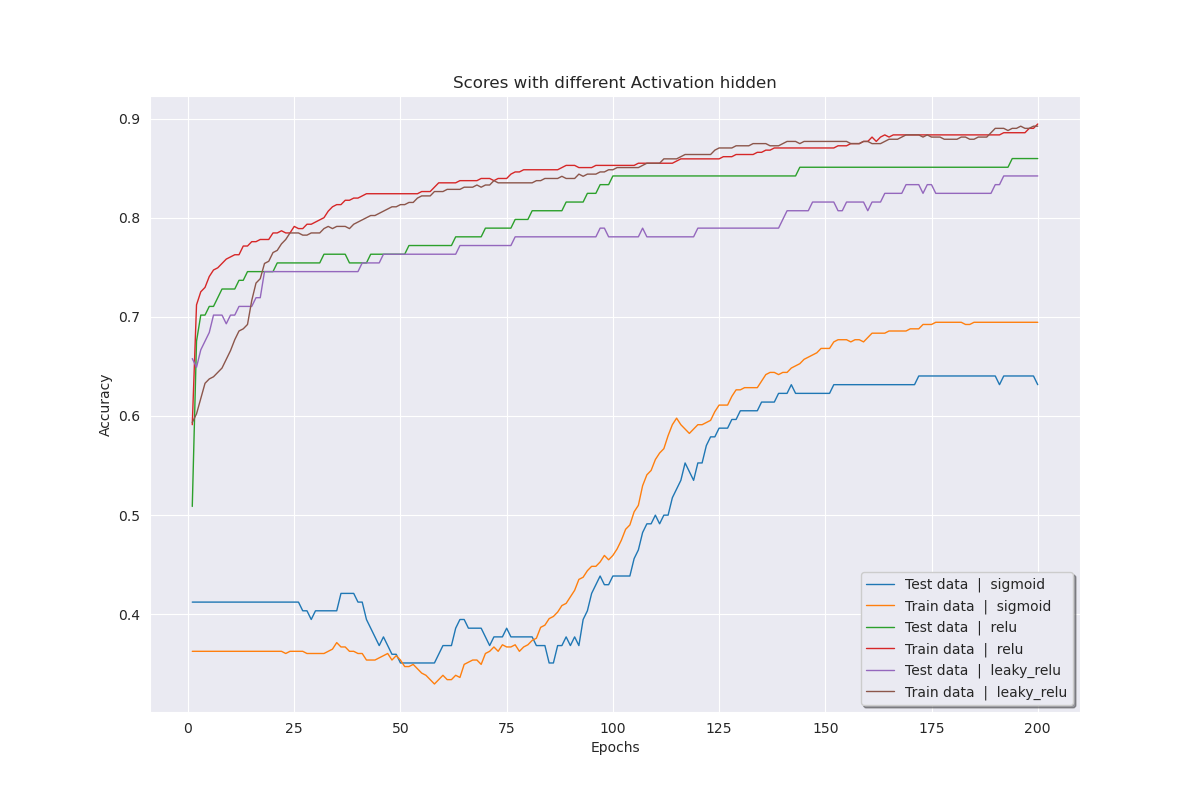 Scores with different Activation hidden
Accuracy
0.9
0.8
0.7
0.6
0.5
0.4
0 25 50 75 100 125 150 175 200
Epochs
Test data | sigmoid
Train data | sigmoid
Test data | relu
Train data | relu
Test data | leaky_relu
Train data | leaky_relu